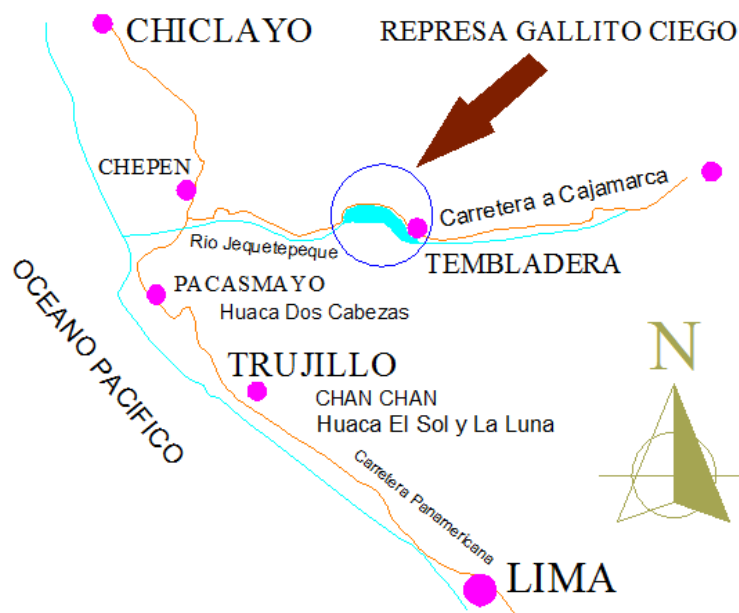 CHICLAYO
REPRESA GALLITO CIEGO
CHEPEN
Carretera a Cajamarca
Rio Jequetepeque
TEMBLADERA
OCEANO PACIFICO
PACASMAYO
Huaca Dos Cabezas
TRUJILLO
CHAN CHAN
Huaca El Sol y La Luna
N
Carretera Panamericana
LIMA